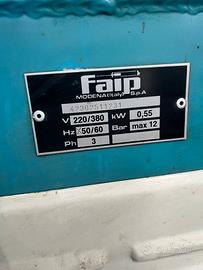 Faip
MODENA (Italy) S.p.A
V 220/380 kW 0,55
Hz 50/60 Bar max 12
Ph 3